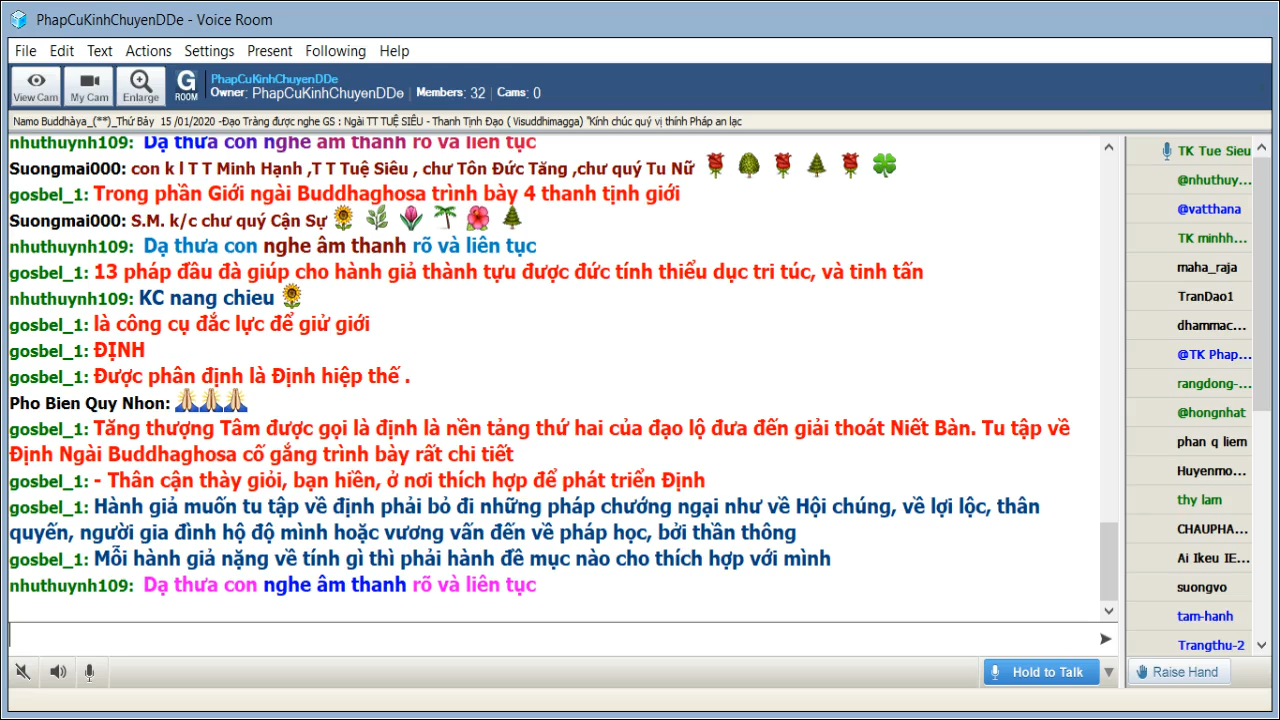 PhapCuKinhChuyenDDe - Voice Room
File Edit Text Actions Settings Present Following Help
View Cam My Cam Enlarge G ROOM
PhapCuKinhChuyenDDe
Owner: PhapCuKinhChuyenDDe Members: 32 Cams: 0
Namo Buddhàya_(**)_Thứ Bảy 15 /01/2020 -Đạo Tràng được nghe GS : Ngài TT TUỆ SIÊU - Thanh Tịnh Đạo ( Visuddhimagga) "Kính chúc quý vị thính Pháp an lạc
nhuthuynh109: Dạ thưa con nghe âm thanh rõ và liên tục
Suongmai000: con k l T T Minh Hạnh ,T T Tuệ Siêu , chư Tôn Đức Tăng ,chư quý Tu Nữ
gosbel_1: Trong phần Giới ngài Buddhaghosa trình bày 4 thanh tịnh giới
Suongmai000: S.M. k/c chư quý Cận Sự
nhuthuynh109: Dạ thưa con nghe âm thanh rõ và liên tục
gosbel_1: 13 pháp đầu đà giúp cho hành giả thành tựu được đức tính thiểu dục tri túc, và tinh tấn
nhuthuynh109: KC nang chieu
gosbel_1: là công cụ đắc lực để giử giới
gosbel_1: ĐỊNH
gosbel_1: Được phân định là Định hiệp thế .
Pho Bien Quy Nhon:
gosbel_1: Tăng thượng Tâm được gọi là định là nền tảng thứ hai của đạo lộ đưa đến giải thoát Niết Bàn. Tu tập về
Định Ngài Buddhaghosa cố gắng trình bày rất chi tiết
gosbel_1: - Thân cận thày giỏi, bạn hiền, ở nơi thích hợp để phát triển Định
gosbel_1: Hành giả muốn tu tập về định phải bỏ đi những pháp chướng ngại như về Hội chúng, về lợi lộc, thân
quyến, người gia đình hộ độ mình hoặc vương vấn đến về pháp học, bởi thần thông
gosbel_1: Mỗi hành giả nặng về tính gì thì phải hành đề mục nào cho thích hợp với mình
nhuthuynh109: Dạ thưa con nghe âm thanh rõ và liên tục
TK Tue Sieu
@nhuthuy...
@vatthana
TK minhh...
maha_raja
TranDao1
dhammac...
@TK Phap...
rangdong-...
@hongnhat
phan q liem
Huyenmo...
thy lam
CHAUPHA...
Ai Ikeu IE...
suongvo
tam-hanh
Trangthu-2
Hold to Talk
Raise Hand